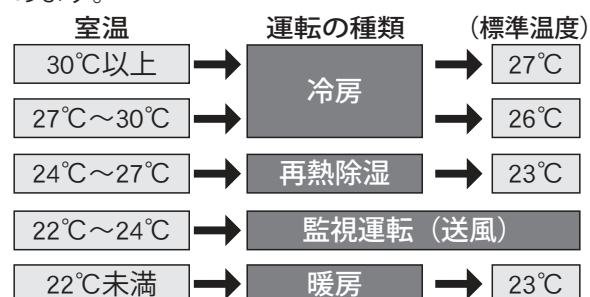 室温 運転の種類 （標準温度）
30℃以上 冷房 27℃
27℃～30℃ 26℃
24℃～27℃ 再熱除湿 23℃
22℃～24℃ 監視運転（送風）
22℃未満 暖房 23℃